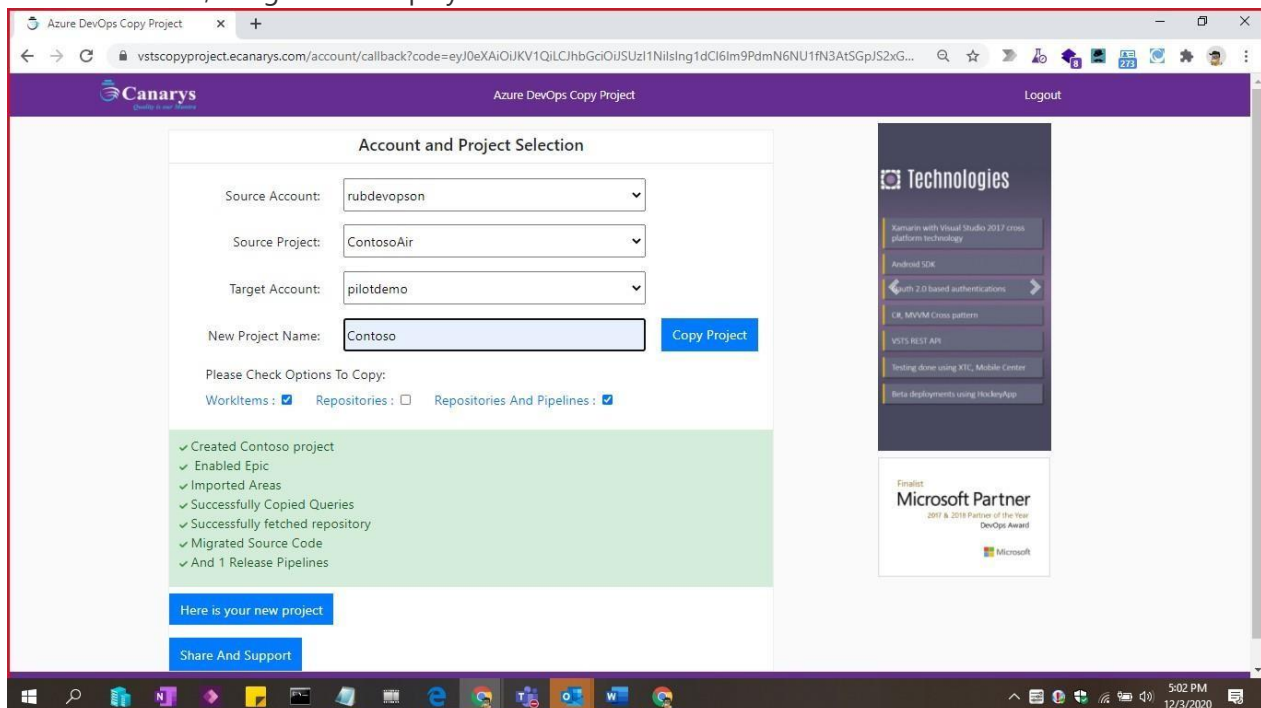 Azure DevOps Copy Project
vstscopyproject.ecanarys.com/account/callback?code=eyJ0eXAiOiJKV1QiLCJhbGciOiJSUzI1NiIsIng1dCI6Im9PdmN6NU1fN3AtSGpJS2xG...
Canarys
Quality is our Mantra
Azure DevOps Copy Project
Logout
Account and Project Selection
Source Account: rubdevopson
Source Project: ContosoAir
Target Account: pilotdemo
New Project Name: Contoso Copy Project
Please Check Options To Copy:
WorkItems : Repositories : Repositories And Pipelines :
Created Contoso project
Enabled Epic
Imported Areas
Successfully Copied Queries
Successfully fetched repository
Migrated Source Code
And 1 Release Pipelines
Here is your new project
Share And Support
Technologies
Xamarin with Visual Studio 2017 cross
platform technology
Android SDK
uth 2.0 based authentications
C#, MVVM Cross pattern
VSTS REST API
Testing done using XTC, Mobile Center
Beta deployments using HockeyApp
Finalist
Microsoft Partner
2017 & 2018 Partner of the Year
DevOps Award
Microsoft
5:02 PM
12/3/2020